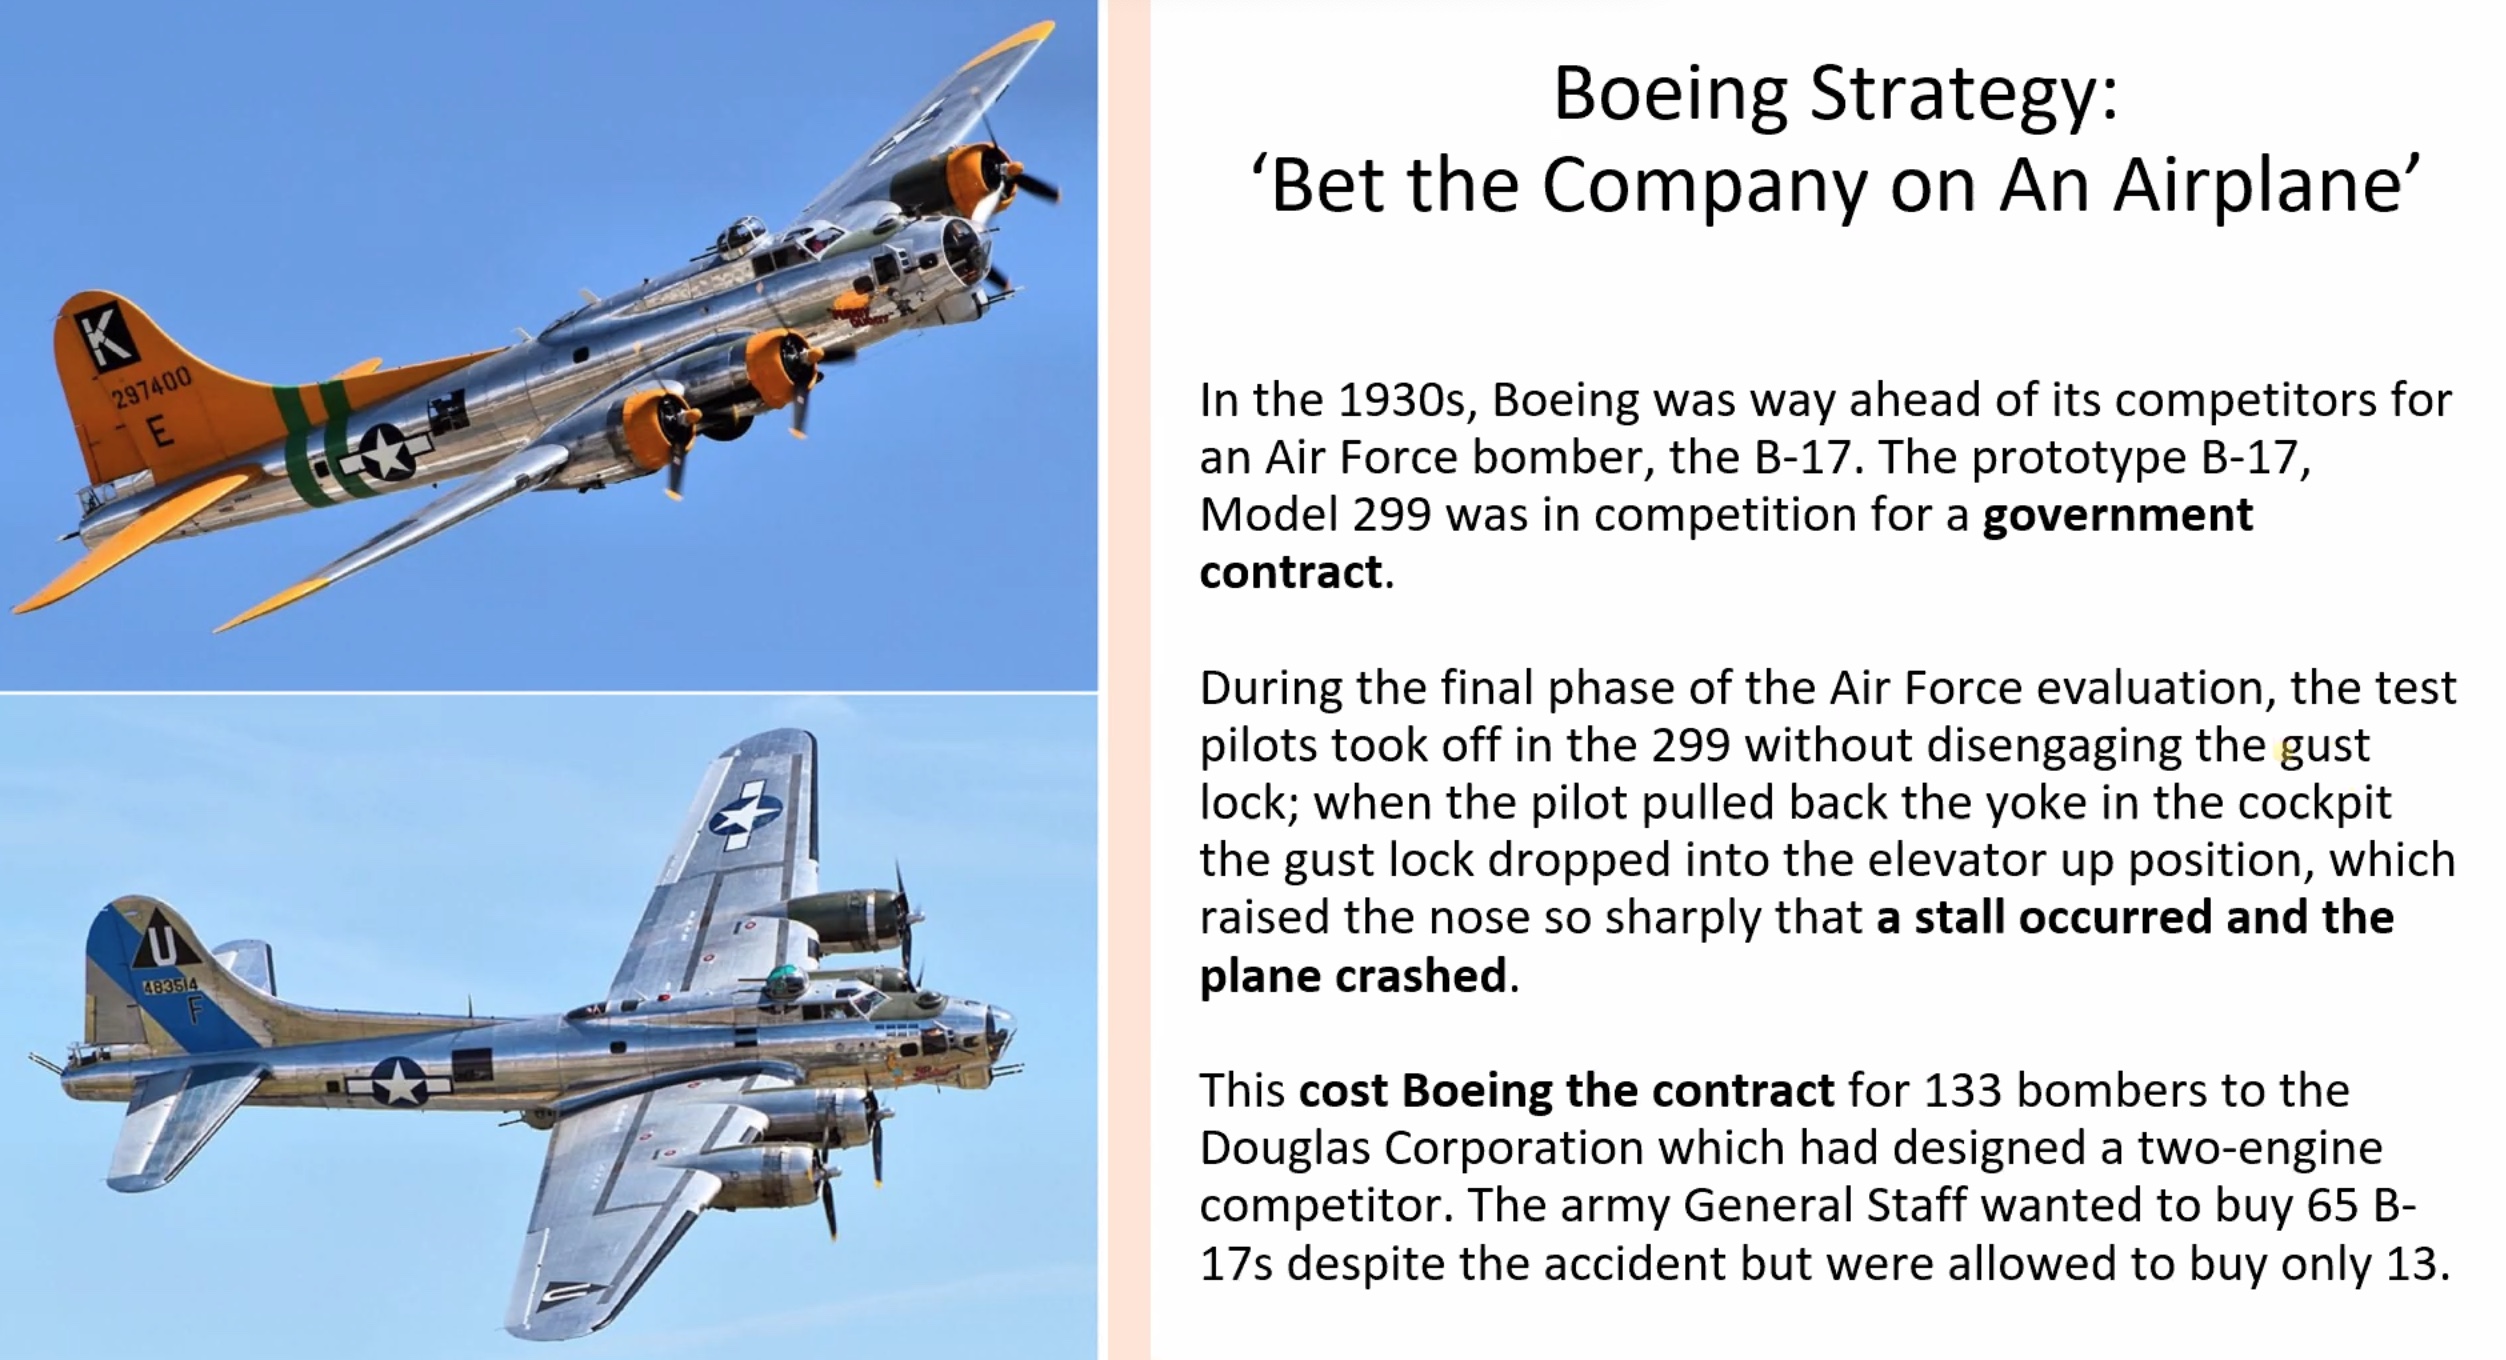 Boeing Strategy:
‘Bet the Company on An Airplane’
In the 1930s, Boeing was way ahead of its competitors for
an Air Force bomber, the B-17. The prototype B-17,
Model 299 was in competition for a government
contract.
During the final phase of the Air Force evaluation, the test
pilots took off in the 299 without disengaging the gust
lock; when the pilot pulled back the yoke in the cockpit
the gust lock dropped into the elevator up position, which
raised the nose so sharply that a stall occurred and the
plane crashed.
This cost Boeing the contract for 133 bombers to the
Douglas Corporation which had designed a two-engine
competitor. The army General Staff wanted to buy 65 B-
17s despite the accident but were allowed to buy only 13.
K
297400
E
U
483514
F
U